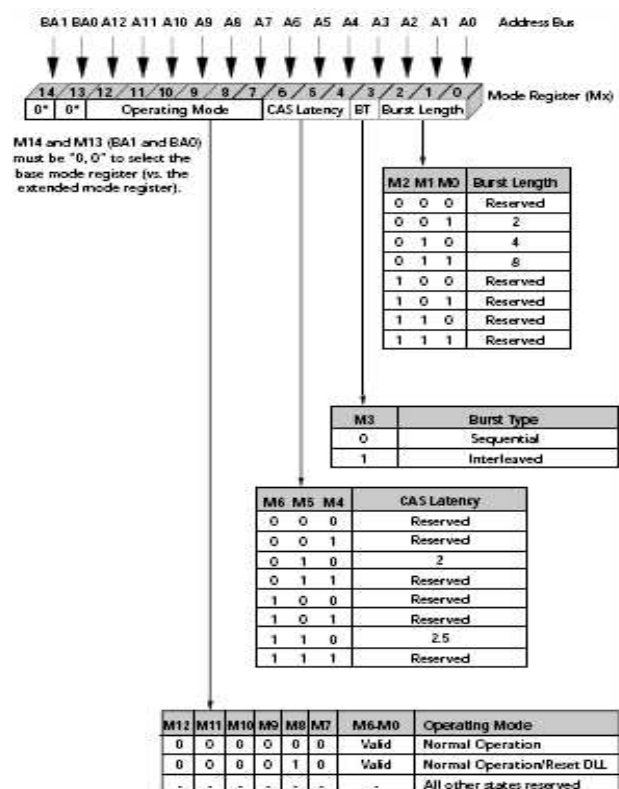 BA1 BA0 A12 A11 A10 A9 A8 A7 A6 A5 A4 A3 A2 A1 A0 Address Bus
14 13 12 11 10 9 8 7 6 5 4 3 2 1 0 Mode Register (Mx)
0* 0* Operating Mode CAS Latency BT Burst Length
M14 and M13 (BA1 and BA0)
must be "0, 0" to select the
base mode register (vs. the
extended mode register).
M2 M1 M0 Burst Length
0 0 0 Reserved
0 0 1 2
0 1 0 4
0 1 1 8
1 0 0 Reserved
1 0 1 Reserved
1 1 0 Reserved
1 1 1 Reserved
M3 Burst Type
0 Sequential
1 Interleaved
M6 M5 M4 CAS Latency
0 0 0 Reserved
0 0 1 Reserved
0 1 0 2
0 1 1 Reserved
1 0 0 Reserved
1 0 1 Reserved
1 1 0 2.5
1 1 1 Reserved
M12 M11 M10 M9 M8 M7 M6-M0 Operating Mode
0 0 0 0 0 0 Valid Normal Operation
0 0 0 0 1 0 Valid Normal Operation/Reset DLL
- - - - - - - All other states reserved